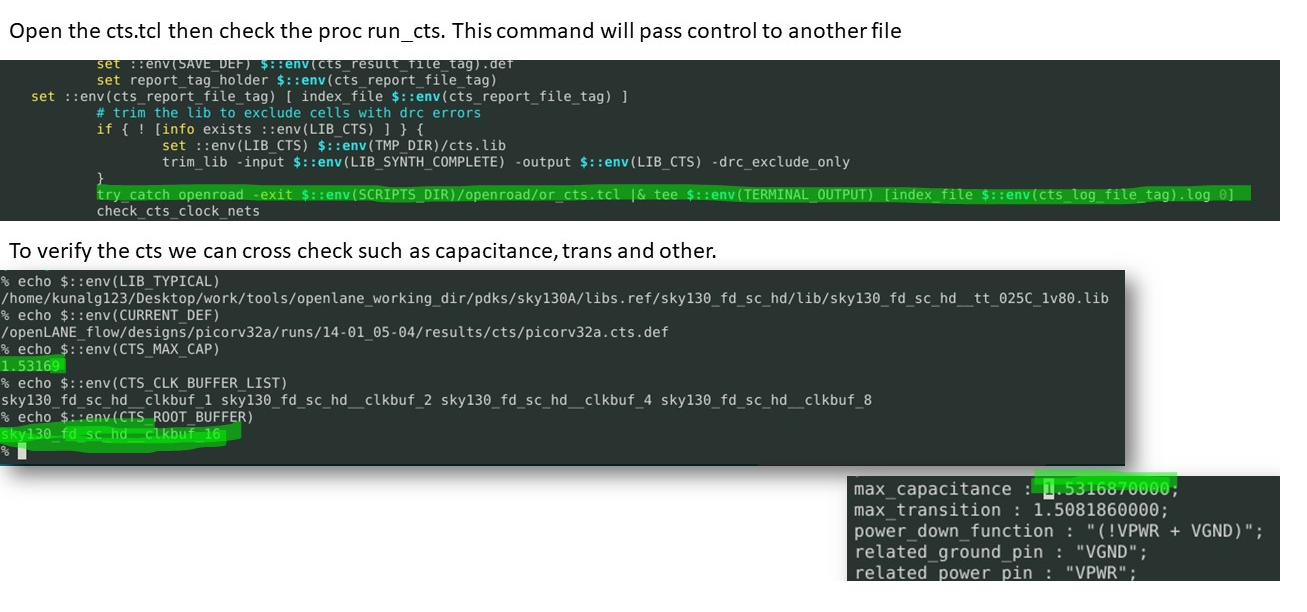 Open the cts.tcl then check the proc run_cts. This command will pass control to another file
set ::env(SAVE_DEF) $::env(cts_result_file_tag).def
set report_tag_holder $::env(cts_report_file_tag)
set ::env(cts_report_file_tag) [ index_file $::env(cts_report_file_tag) ]
# trim the lib to exclude cells with drc errors
if { ! [info exists ::env(LIB_CTS) ] } {
set ::env(LIB_CTS) $::env(TMP_DIR)/cts.lib
trim_lib -input $::env(LIB_SYNTH_COMPLETE) -output $::env(LIB_CTS) -drc_exclude_only
}
try_catch openroad -exit $::env(SCRIPTS_DIR)/openroad/or_cts.tcl |& tee $::env(TERMINAL_OUTPUT) [index_file $::env(cts_log_file_tag).log 0]
check_cts_clock_nets
To verify the cts we can cross check such as capacitance, trans and other.
% echo $::env(LIB_TYPICAL)
/home/kunalg123/Desktop/work/tools/openlane_working_dir/pdks/sky130A/libs.ref/sky130_fd_sc_hd/lib/sky130_fd_sc_hd__tt_025C_1v80.lib
% echo $::env(CURRENT_DEF)
/openLANE_flow/designs/picorv32a/runs/14-01_05-04/results/cts/picorv32a.cts.def
% echo $::env(CTS_MAX_CAP)
1.53169
% echo $::env(CTS_CLK_BUFFER_LIST)
sky130_fd_sc_hd__clkbuf_1 sky130_fd_sc_hd__clkbuf_2 sky130_fd_sc_hd__clkbuf_4 sky130_fd_sc_hd__clkbuf_8
% echo $::env(CTS_ROOT_BUFFER)
sky130_fd_sc_hd__clkbuf_16
%
max_capacitance : 1.5316870000;
max_transition : 1.5081860000;
power_down_function : "(!VPWR + VGND)";
related_ground_pin : "VGND";
related_power_pin : "VPWR";